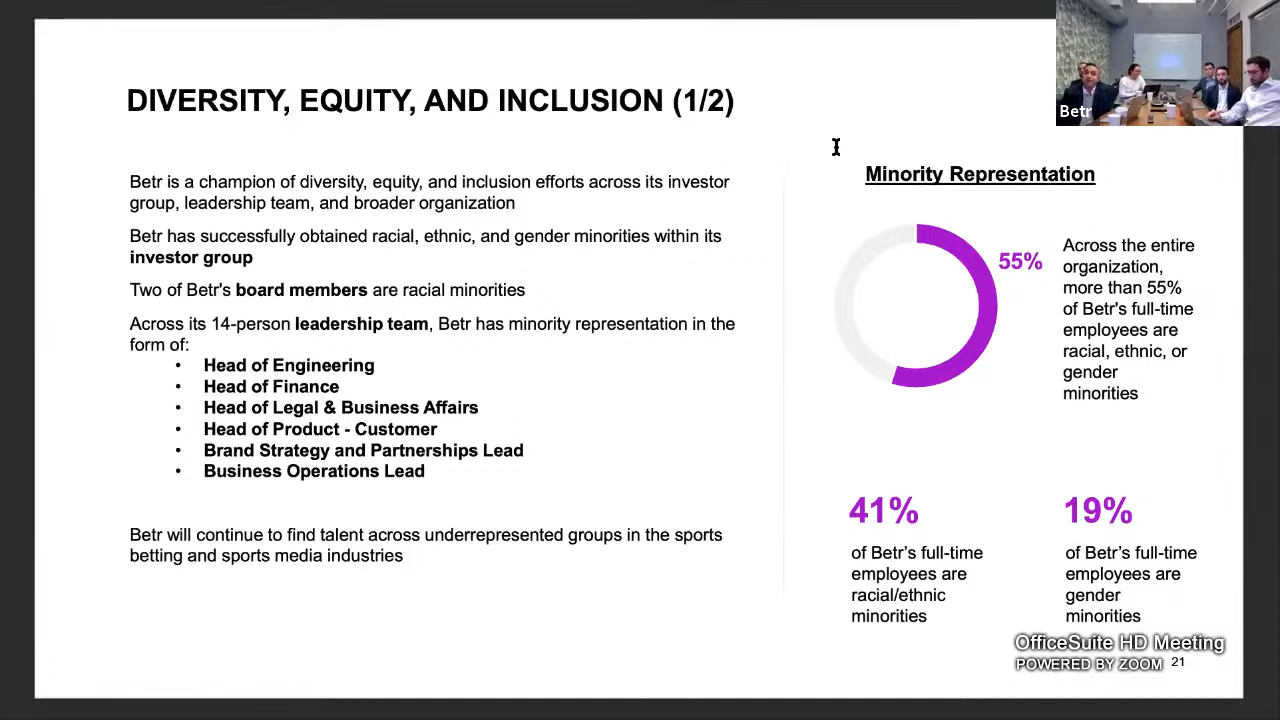 DIVERSITY, EQUITY, AND INCLUSION (1/2)
Betr
Betr is a champion of diversity, equity, and inclusion efforts across its investor
group, leadership team, and broader organization
Betr has successfully obtained racial, ethnic, and gender minorities within its
investor group
Two of Betr's board members are racial minorities
Across its 14-person leadership team, Betr has minority representation in the
form of:
• Head of Engineering
• Head of Finance
• Head of Legal & Business Affairs
• Head of Product - Customer
• Brand Strategy and Partnerships Lead
• Business Operations Lead
Betr will continue to find talent across underrepresented groups in the sports
betting and sports media industries
Minority Representation
55%
Across the entire
organization,
more than 55%
of Betr's full-time
employees are
racial, ethnic, or
gender
minorities
41%
of Betr’s full-time
employees are
racial/ethnic
minorities
19%
of Betr’s full-time
employees are
gender
minorities
OfficeSuite HD Meeting
POWERED BY ZOOM
21